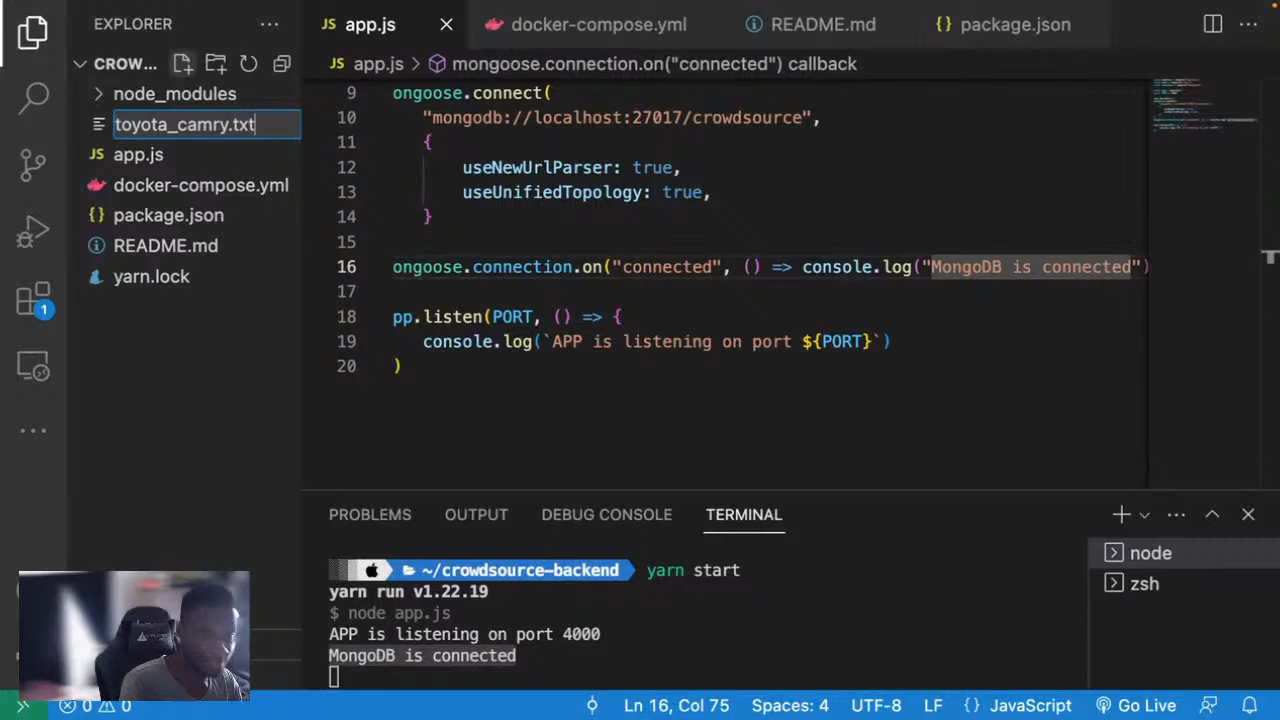 EXPLORER
CROW...
node_modules
toyota_camry.txt
app.js
docker-compose.yml
package.json
README.md
yarn.lock
1
app.js
docker-compose.yml
README.md
package.json
app.js > mongoose.connection.on("connected") callback
9 ongoose.connect(
10 "mongodb://localhost:27017/crowdsource",
11 {
12 useNewUrlParser: true,
13 useUnifiedTopology: true,
14 }
15
16 ongoose.connection.on("connected", () => console.log("MongoDB is connected")
17
18 pp.listen(PORT, () => {
19 console.log(`APP is listening on port ${PORT}`)
20 )
PROBLEMS OUTPUT DEBUG CONSOLE TERMINAL
~/crowdsource-backend yarn start
yarn run v1.22.19
$ node app.js
APP is listening on port 4000
MongoDB is connected
node
zsh
0 0 Ln 16, Col 75 Spaces: 4 UTF-8 LF {} JavaScript Go Live